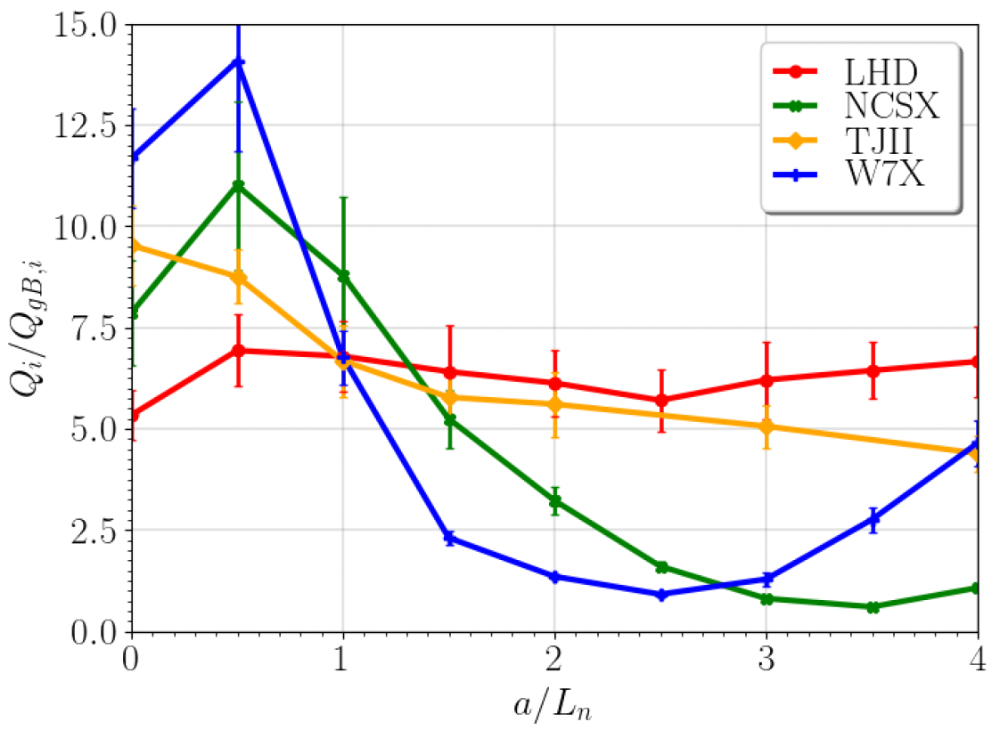 15.0
12.5
10.0
7.5
5.0
2.5
0.0
Q_i/Q_{gB,i}
0 1 2 3 4
a/L_n
LHD
NCSX
TJII
W7X